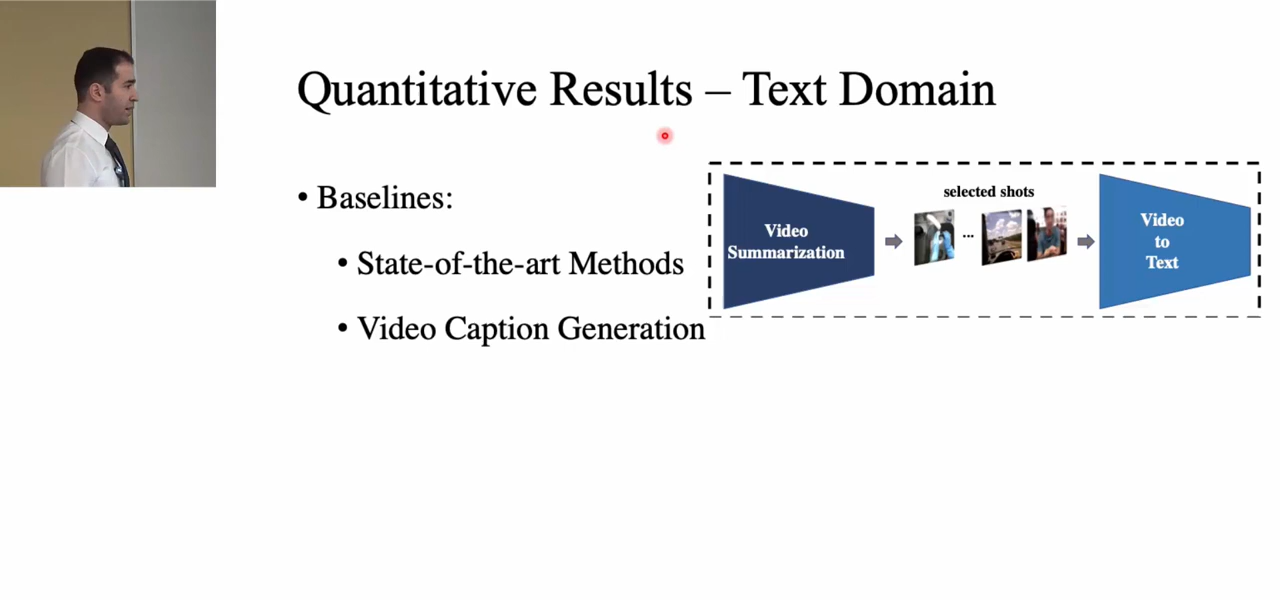 Quantitative Results – Text Domain
• Baselines:
• State-of-the-art Methods
• Video Caption Generation
Video
Summarization
selected shots
...
Video
to
Text